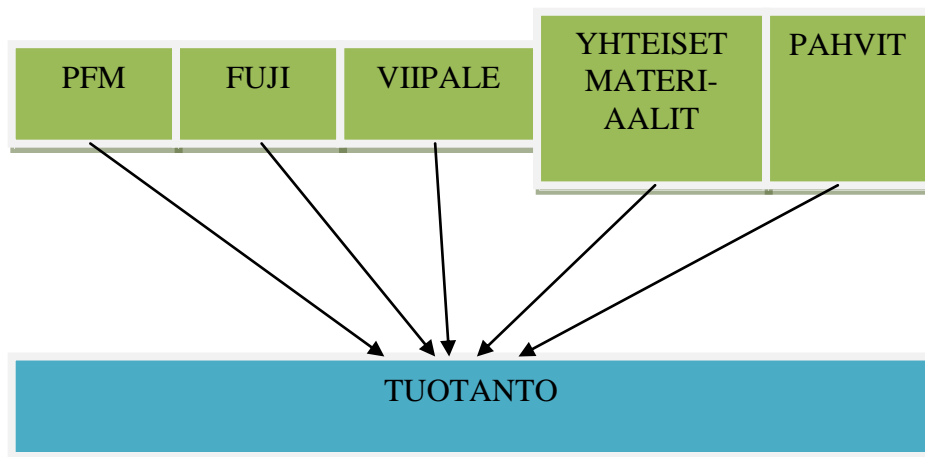 PFM
FUJI
VIIPALE
YHTEISET
MATERI-
AALIT
PAHVIT
TUOTANTO